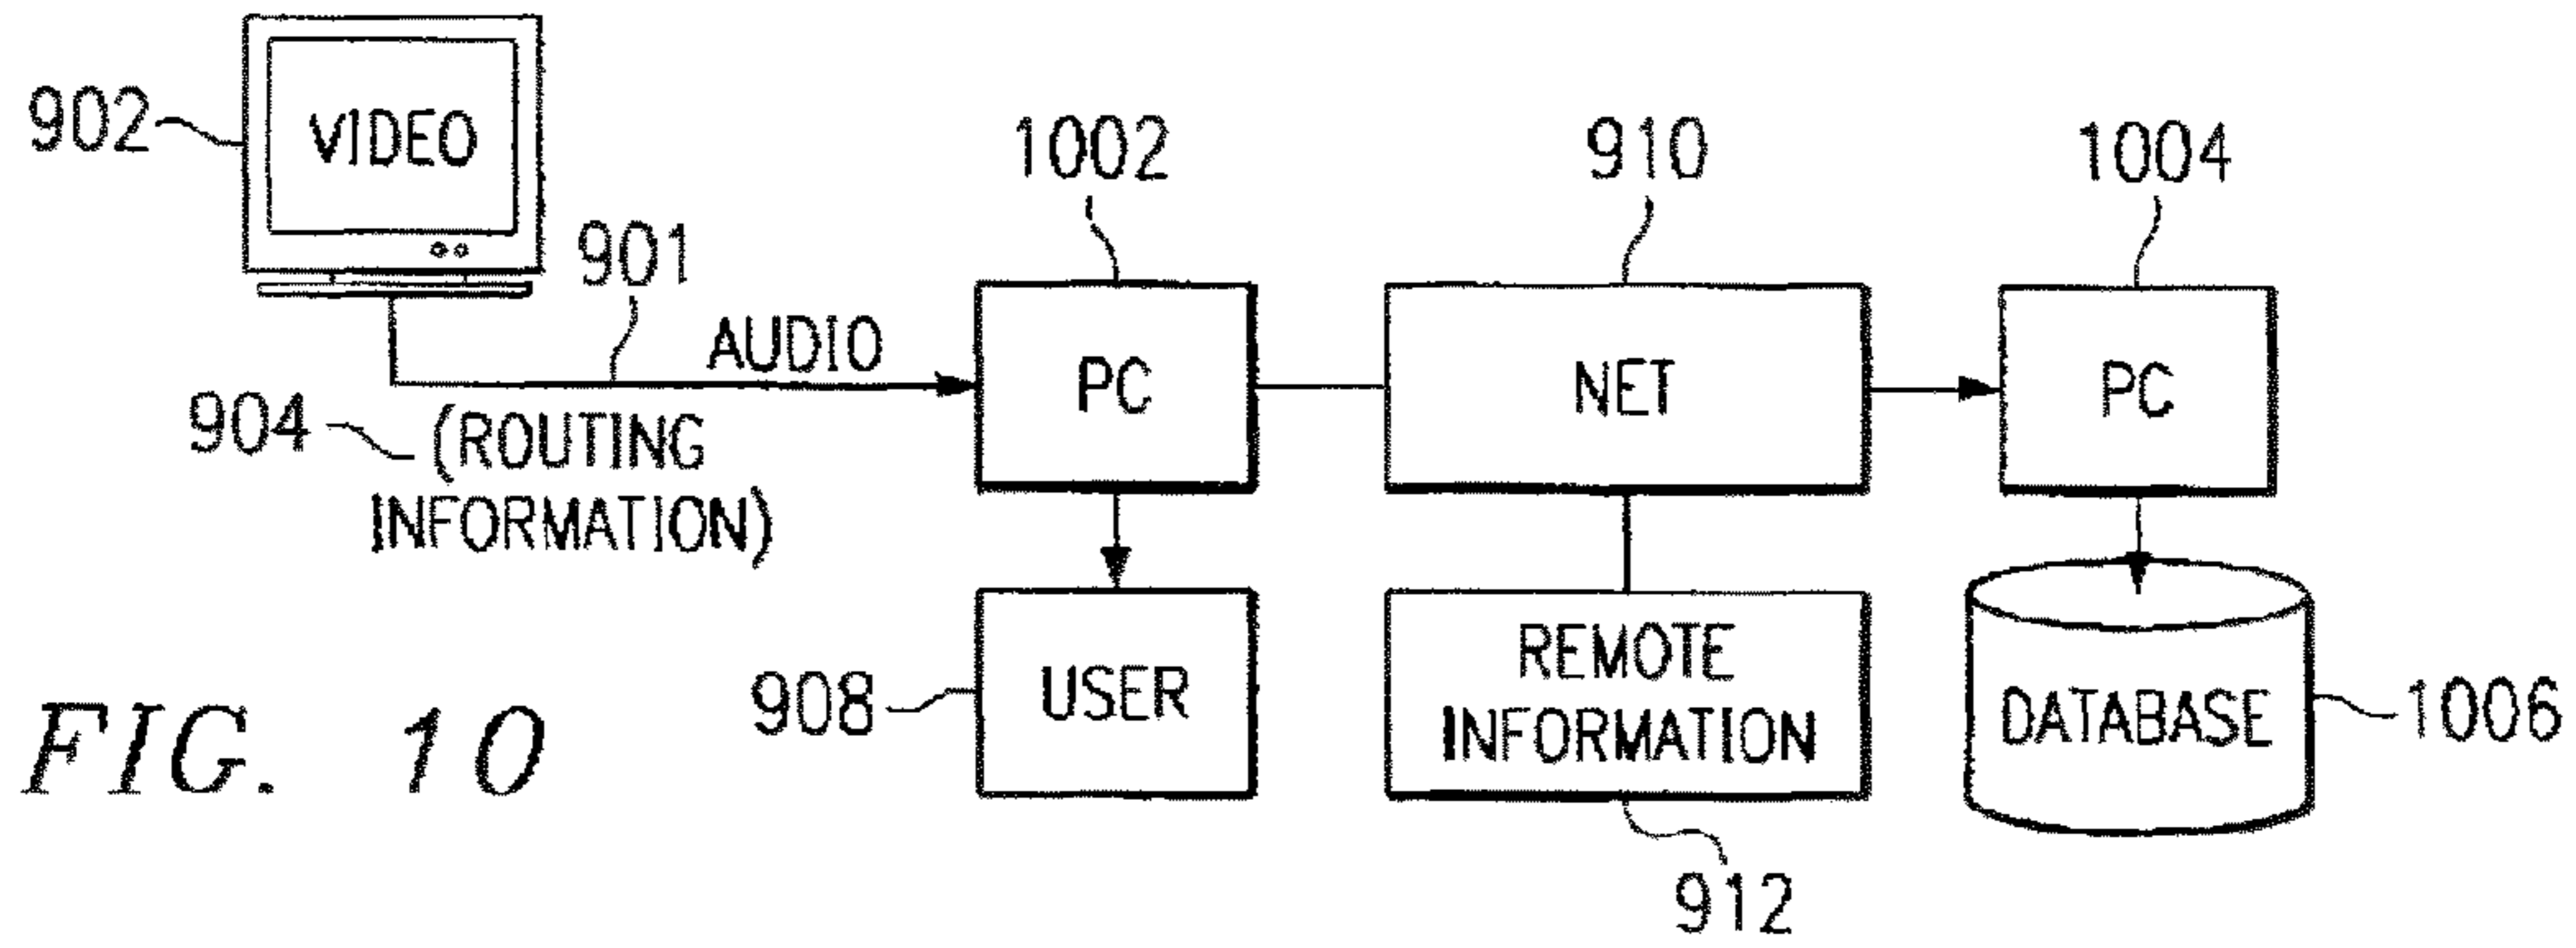 902
VIDEO
901
AUDIO
904
(ROUTING
INFORMATION)
1002
PC
910
NET
1004
PC
908
USER
REMOTE
INFORMATION
912
DATABASE
1006
FIG. 10